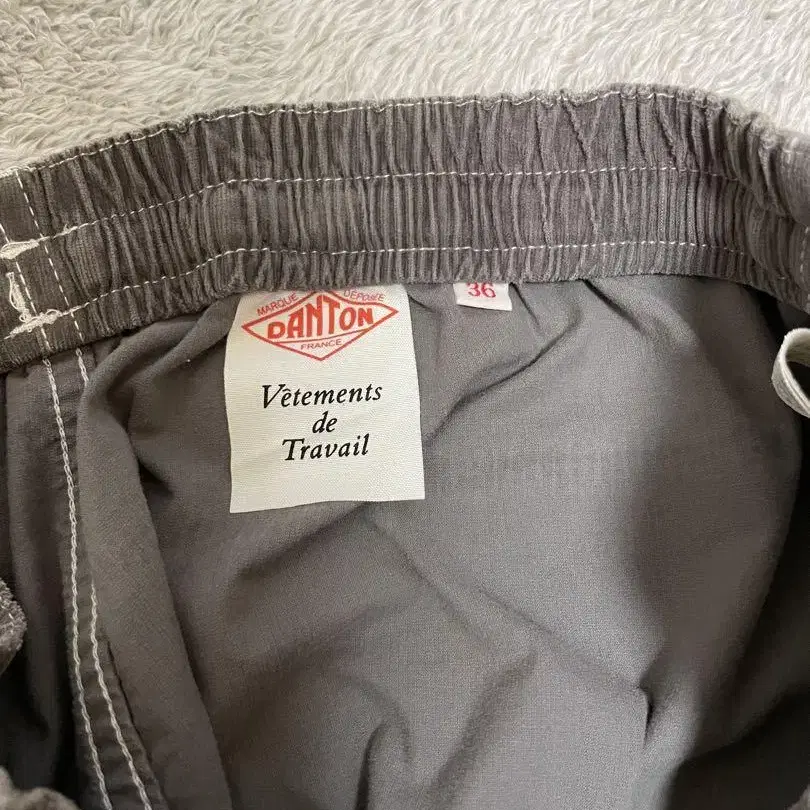 MARQUE DÉPOSÉE
DANTON
FRANCE
36
Vêtements
de
Travail